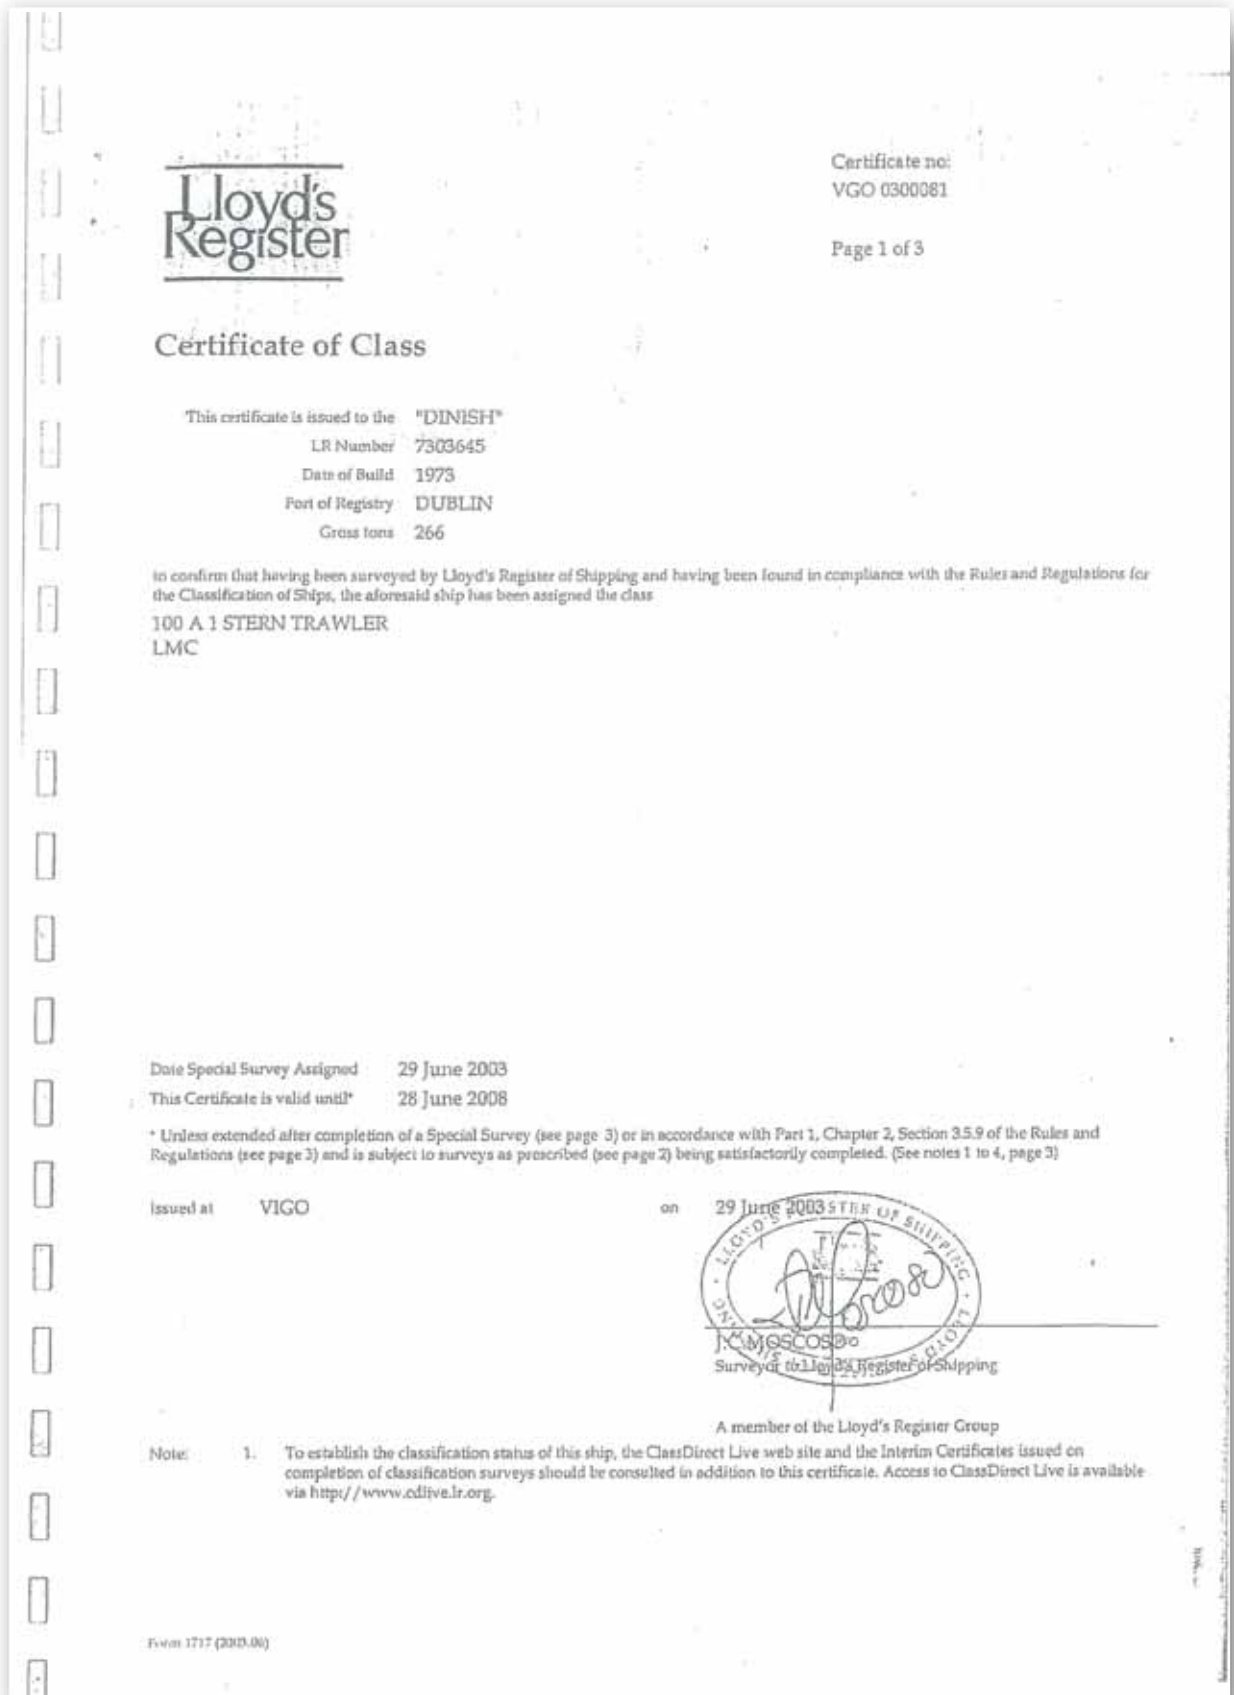 Lloyd's
Register
Certificate no:
VGO 0300081
Page 1 of 3
Certificate of Class
This certificate is issued to the "DINISH"
LR Number 7303645
Date of Build 1973
Port of Registry DUBLIN
Gross tons 266
to confirm that having been surveyed by Lloyd's Register of Shipping and having been found in compliance with the Rules and Regulations for
the Classification of Ships, the aforesaid ship has been assigned the class
100 A 1 STERN TRAWLER
LMC
Date Special Survey Assigned 29 June 2003
This Certificate is valid until* 28 June 2008
* Unless extended after completion of a Special Survey (see page 3) or in accordance with Part 1, Chapter 2, Section 3.5.9 of the Rules and
Regulations (see page 3) and is subject to surveys as prescribed (see page 2) being satisfactorily completed. (See notes 1 to 4, page 3)
Issued at VIGO on 29 June 2003
LLOYD'S REGISTER OF SHIPPING
J.C. MOSCOSO
Surveyor to Lloyd's Register of Shipping
A member of the Lloyd's Register Group
Note: 1. To establish the classification status of this ship, the ClassDirect Live web site and the Interim Certificates issued on
completion of classification surveys should be consulted in addition to this certificate. Access to ClassDirect Live is available
via http://www.cdlive.lr.org.
Form 1717 (2003.06)